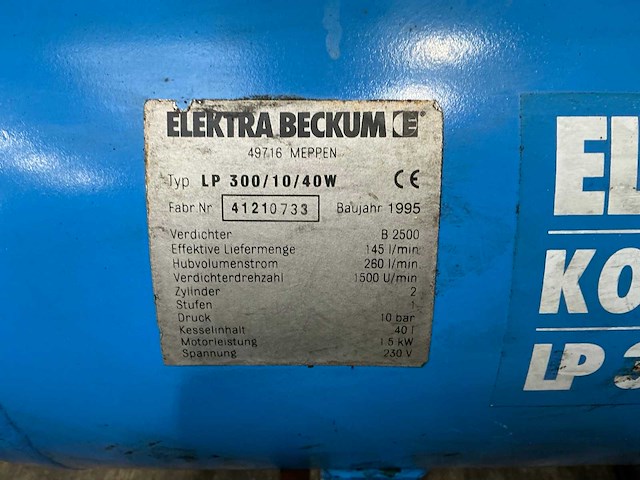 ELEKTRA BECKUM E®
49716 MEPPEN
Typ LP 300/10/40W CE
Fabr.Nr 41210733 Baujahr 1995
Verdichter B 2500
Effektive Liefermenge 145 l/min
Hubvolumenstrom 260 l/min
Verdichterdrehzahl 1500 U/min
Zylinder 2
Stufen 1
Druck 10 bar
Kesselinhalt 40 l
Motorleistung 1.5 kW
Spannung 230 V
EL
KO
LP 3